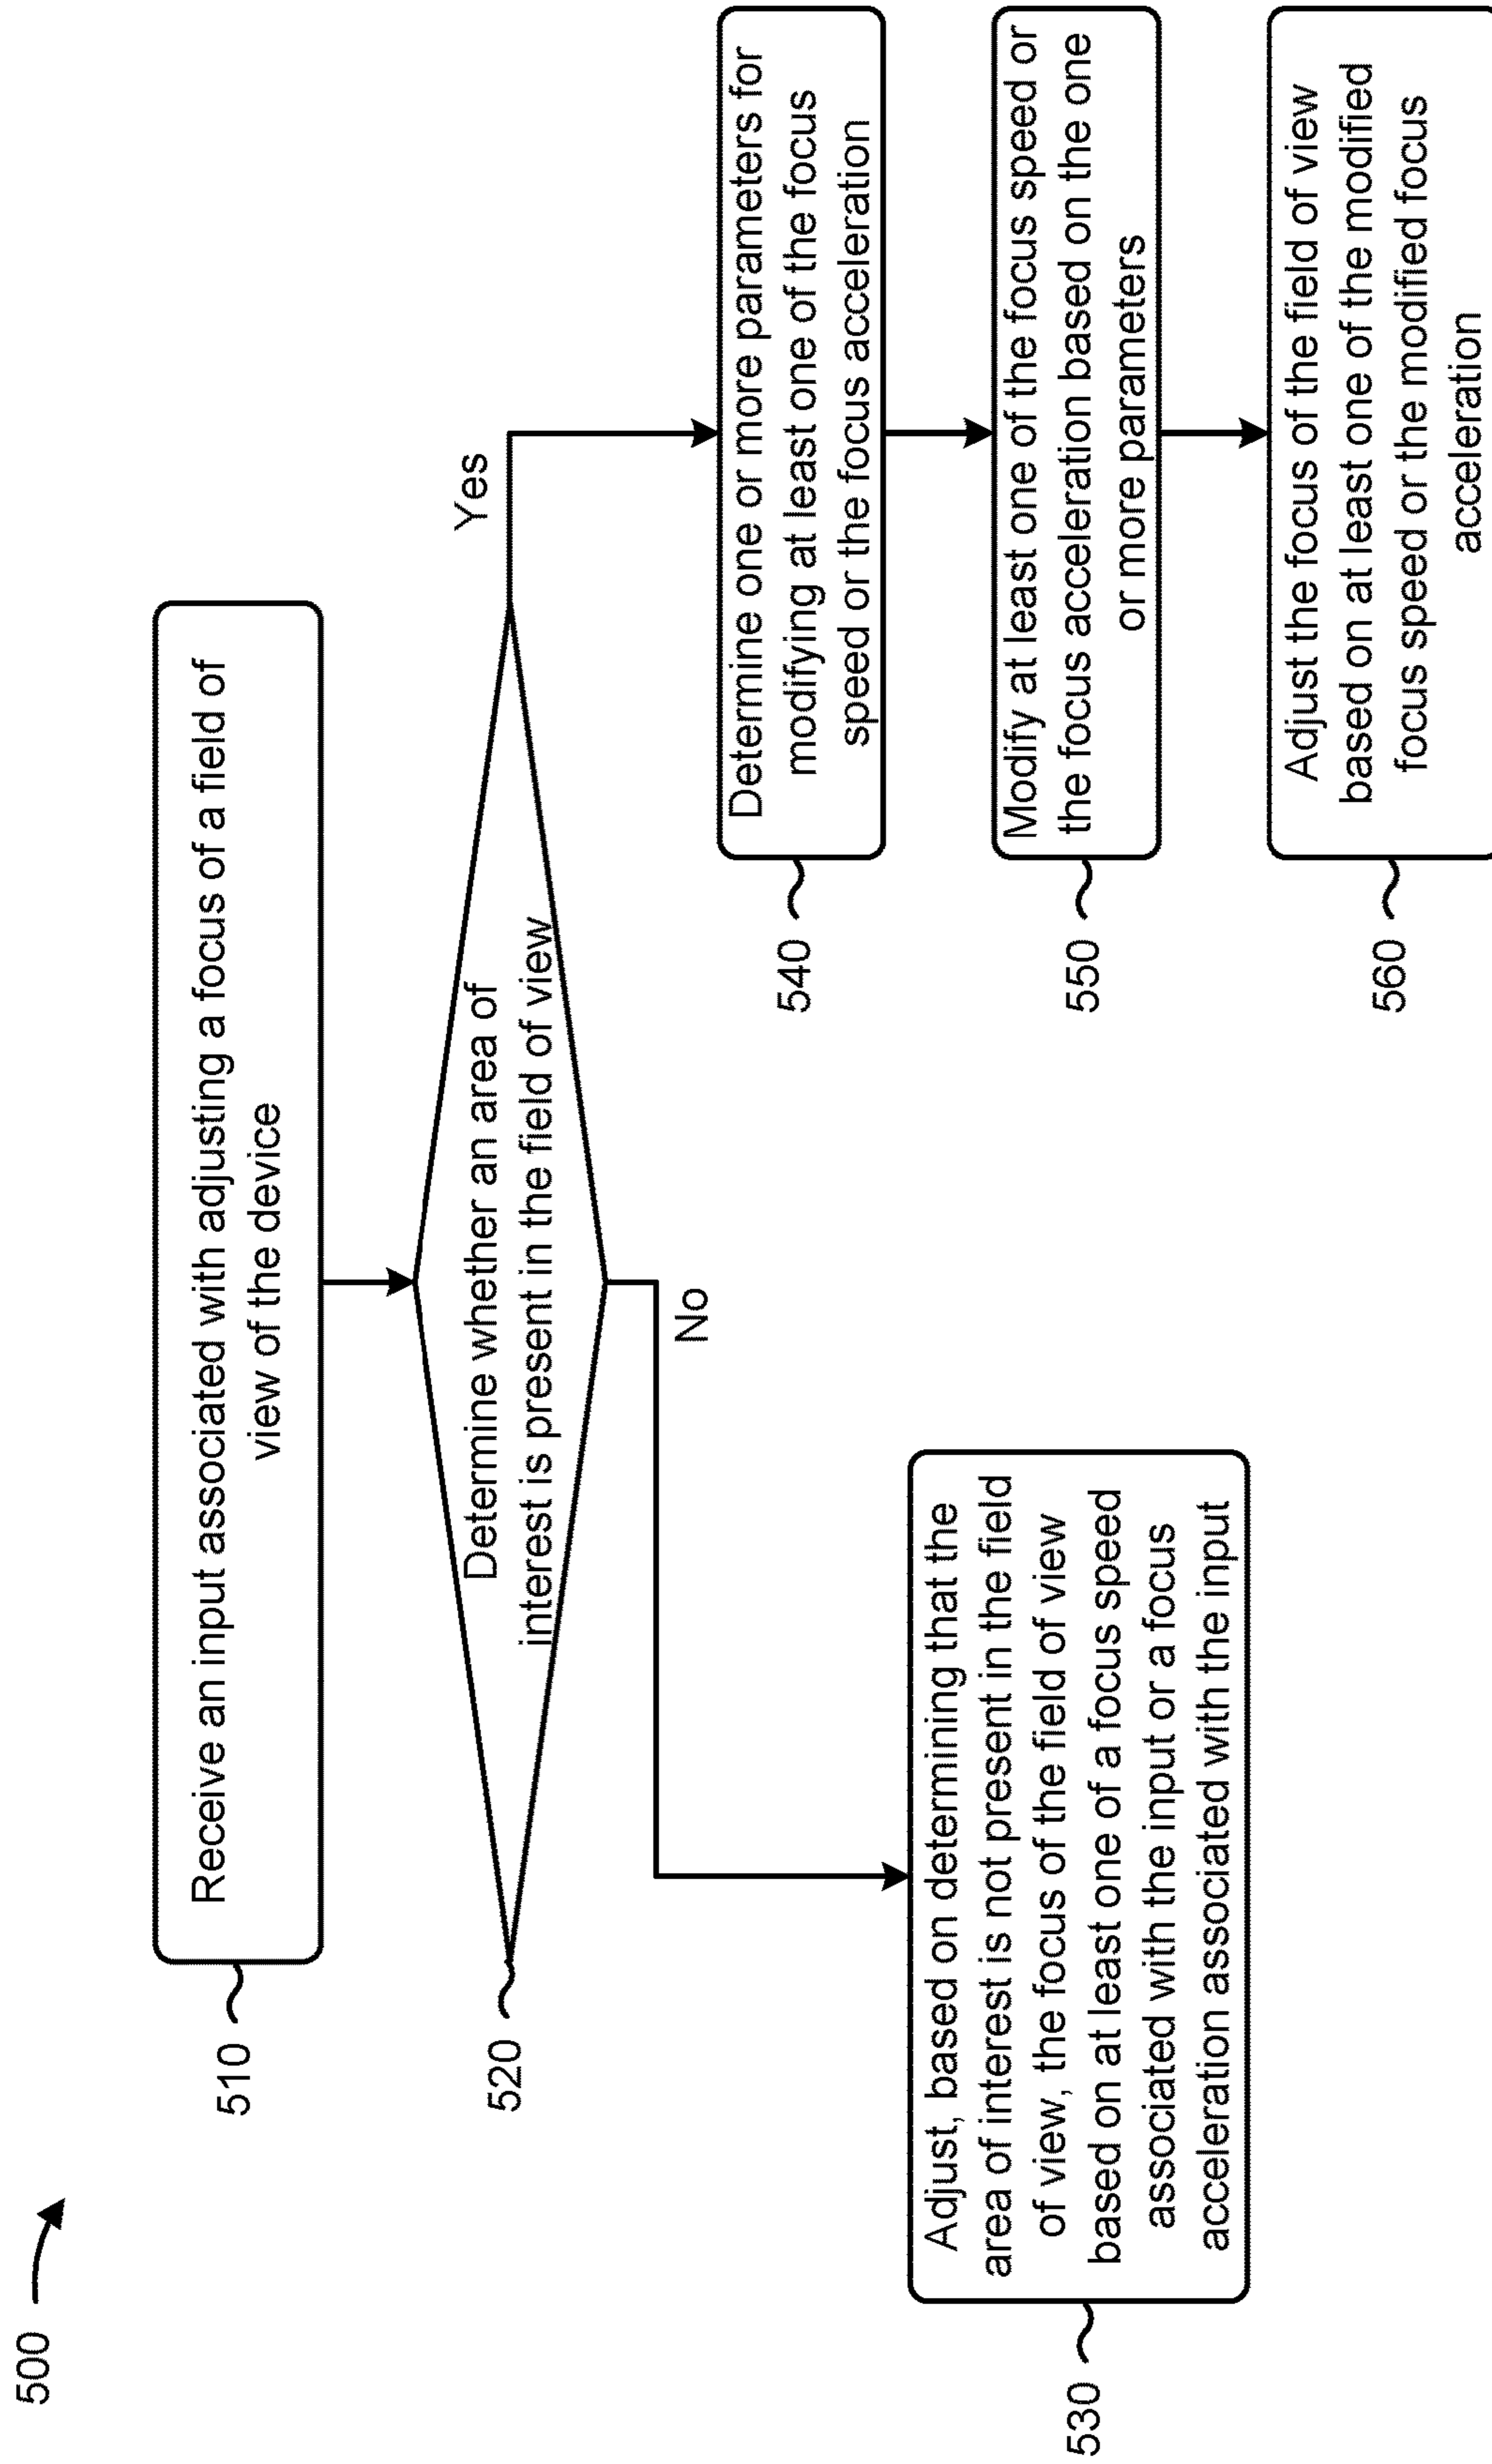 500
510
Receive an input associated with adjusting a focus of a field of
view of the device
520
Determine whether an area of
interest is present in the field of view
Yes
No
530
Adjust, based on determining that the
area of interest is not present in the field
of view, the focus of the field of view
based on at least one of a focus speed
associated with the input or a focus
acceleration associated with the input
540
Determine one or more parameters for
modifying at least one of the focus
speed or the focus acceleration
550
Modify at least one of the focus speed or
the focus acceleration based on the one
or more parameters
560
Adjust the focus of the field of view
based on at least one of the modified
focus speed or the modified focus
acceleration